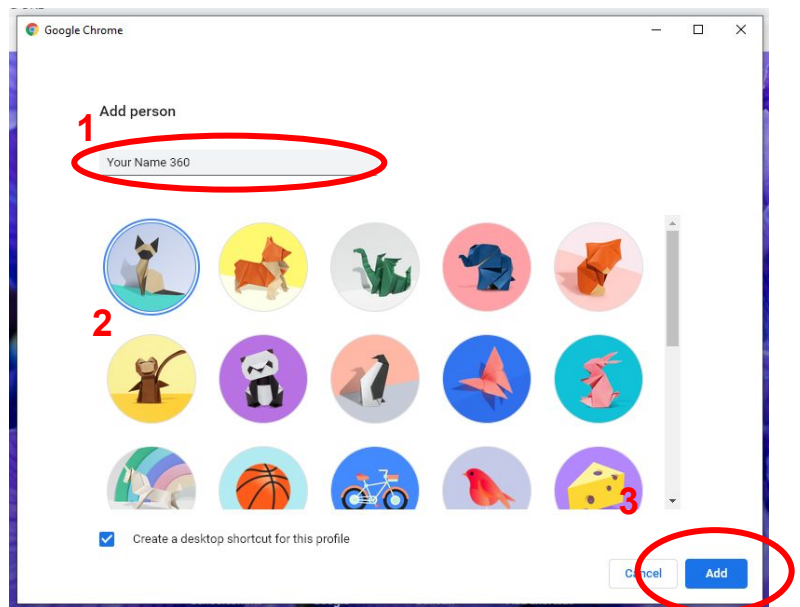 Google Chrome
Add person
1
Your Name 360
2
3
Create a desktop shortcut for this profile
Cancel
Add